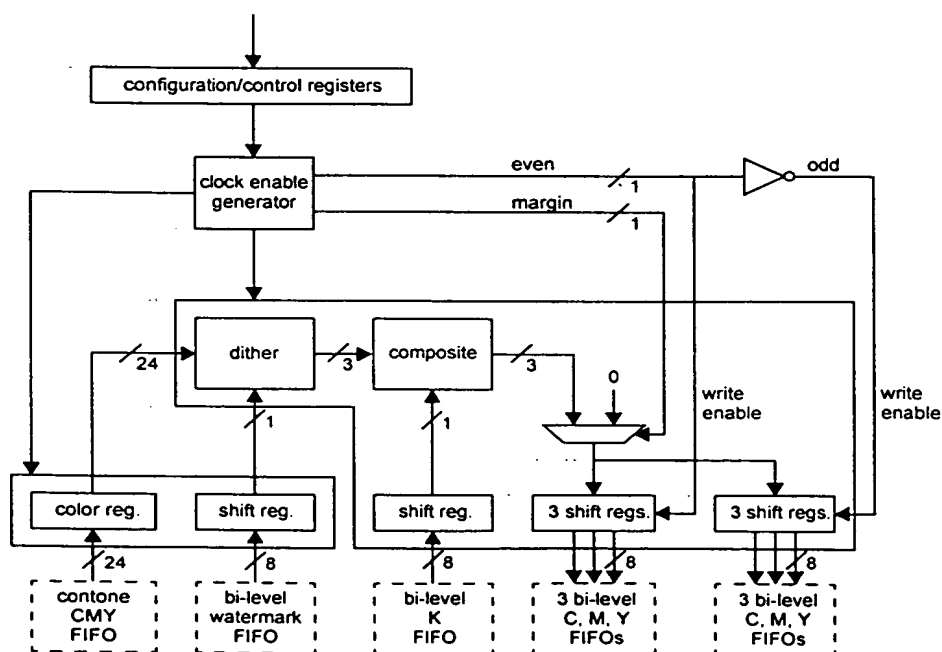 configuration/control registers
clock enable
generator
even
1
odd
margin
1
dither
composite
24
3
3
0
1
1
write
enable
write
enable
color reg.
shift reg.
shift reg.
3 shift regs.
3 shift regs.
24
8
8
8
8
contone
CMY
FIFO
bi-level
watermark
FIFO
bi-level
K
FIFO
3 bi-level
C, M, Y
FIFOs
3 bi-level
C, M, Y
FIFOs